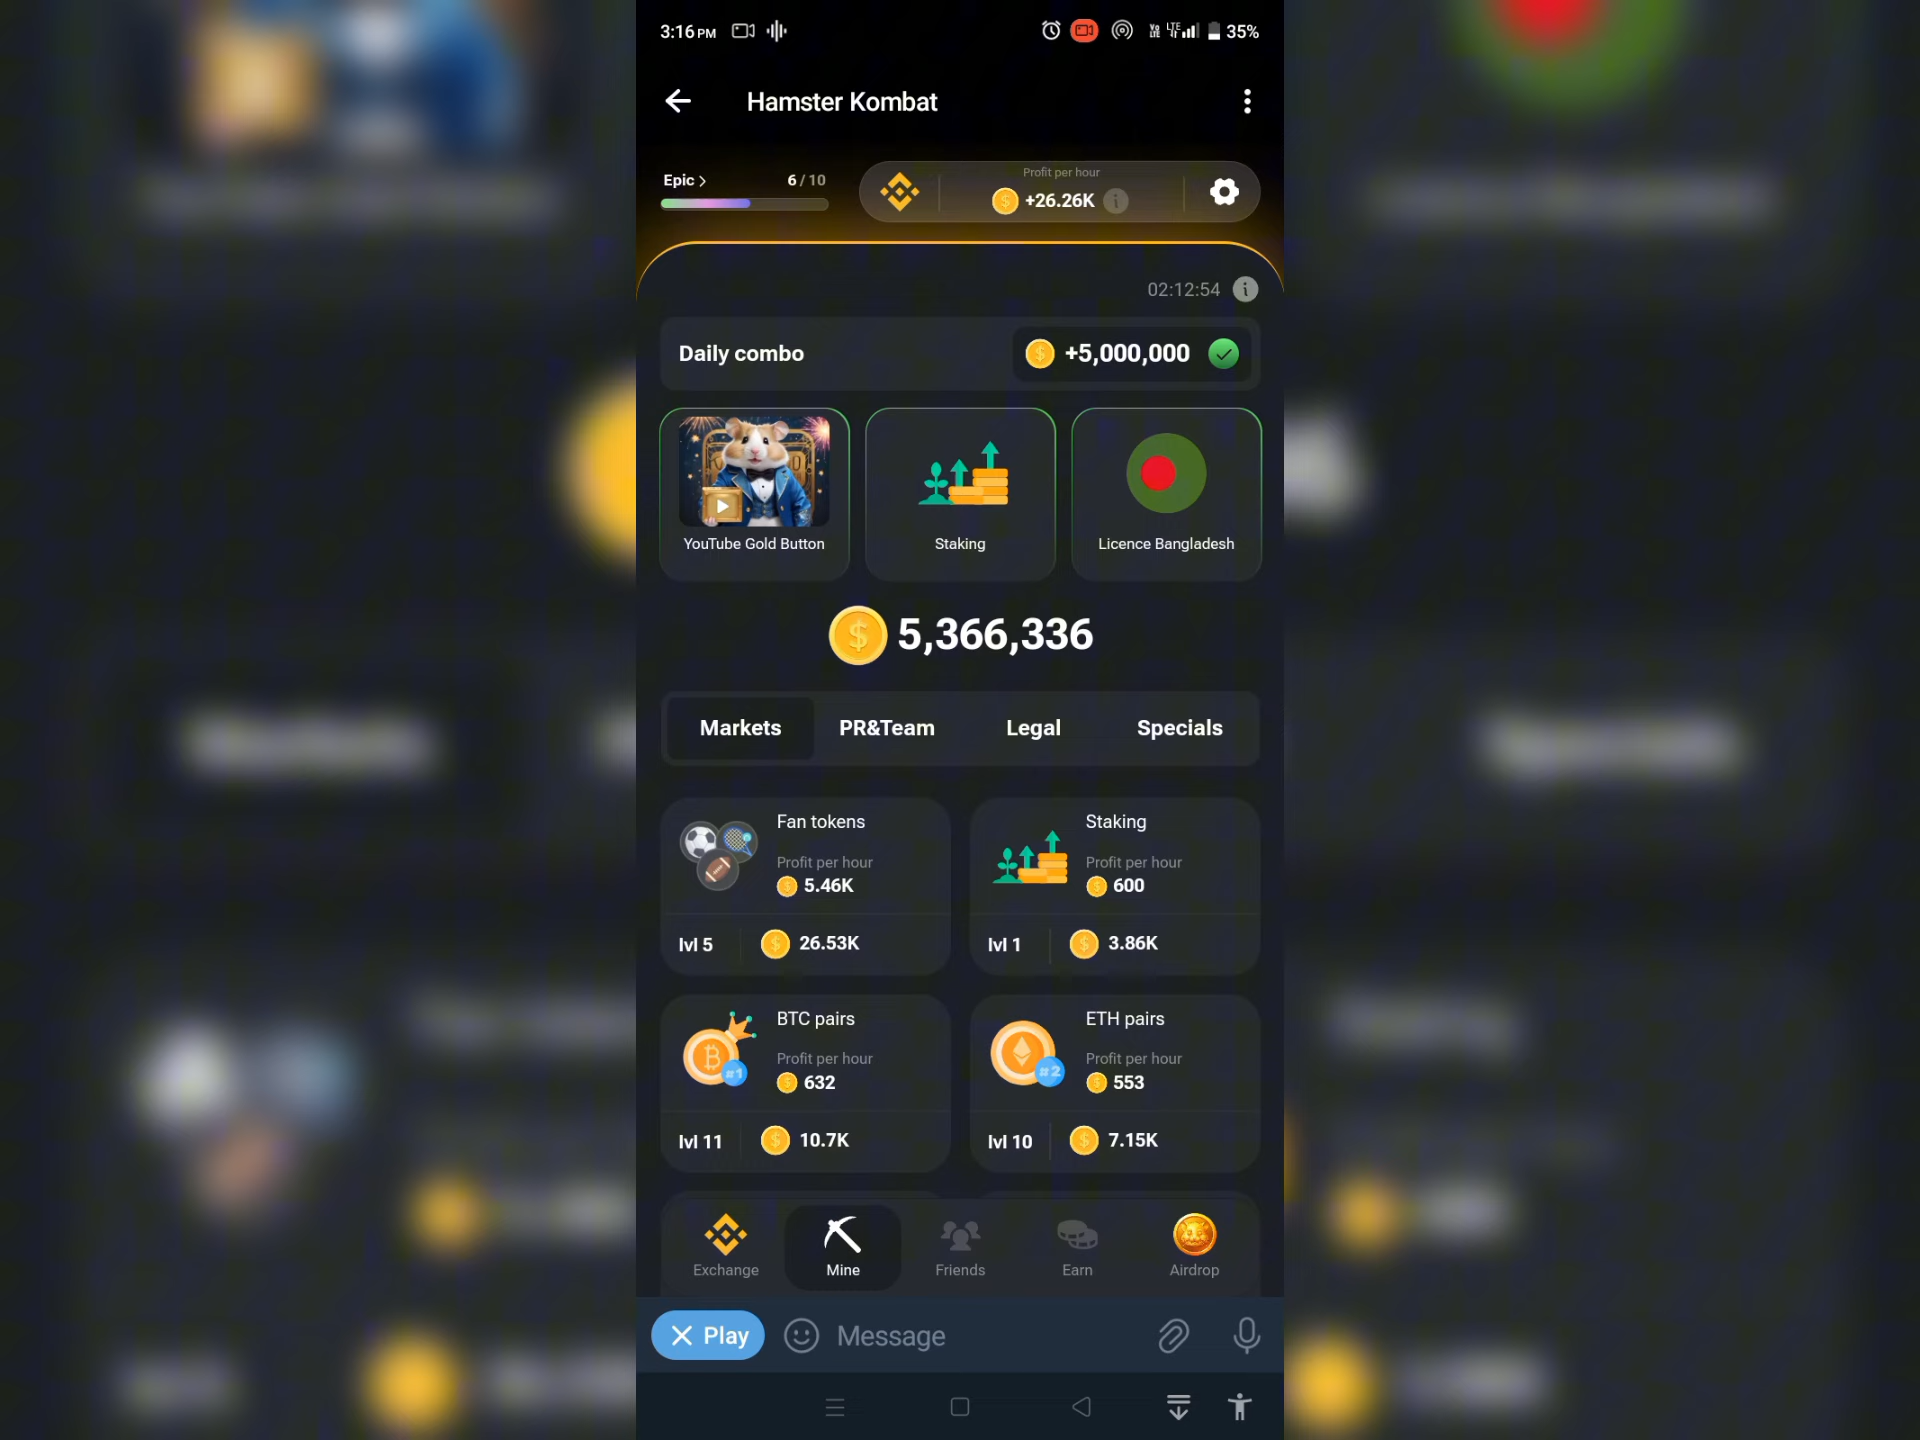 3:16 PM
35%
Hamster Kombat
Epic >
6 / 10
Profit per hour
+26.26K
02:12:54
Daily combo
+5,000,000
YouTube Gold Button
Staking
Licence Bangladesh
5,366,336
Markets
PR&Team
Legal
Specials
Fan tokens
Profit per hour
5.46K
lvl 5
26.53K
Staking
Profit per hour
600
lvl 1
3.86K
BTC pairs
Profit per hour
632
#1
lvl 11
10.7K
ETH pairs
Profit per hour
553
#2
lvl 10
7.15K
Exchange
Mine
Friends
Earn
Airdrop
Play
Message